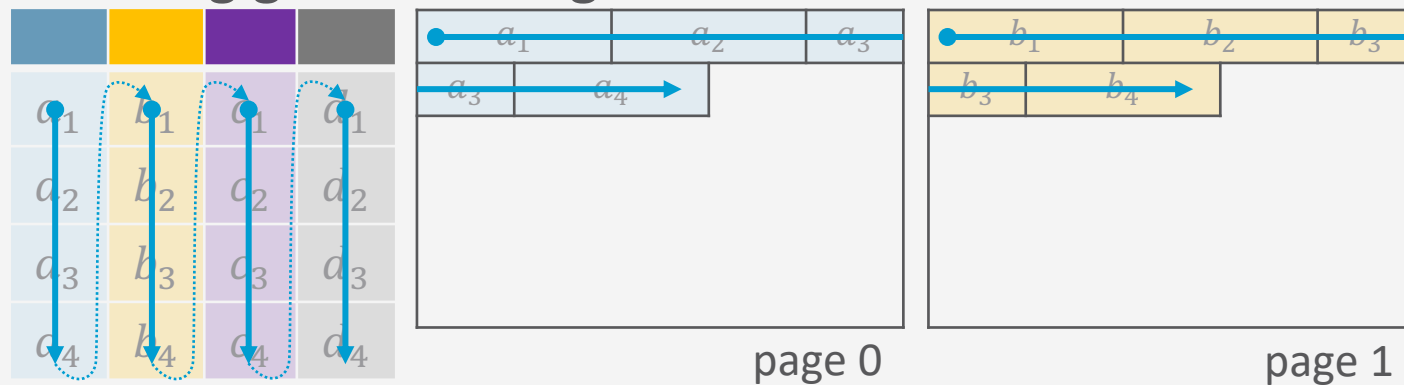 a₁ b₁ c₁ d₁
a₂ b₂ c₂ d₂
a₃ b₃ c₃ d₃
a₄ b₄ c₄ d₄
a₁ a₂ a₃
a₃ a₄
page 0
b₁ b₂ b₃
b₃ b₄
page 1